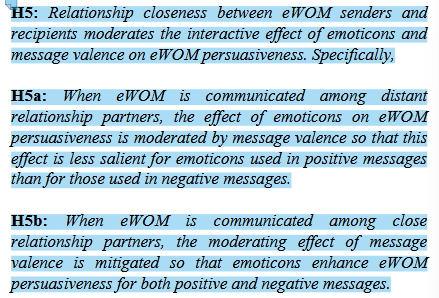 H5: Relationship closeness between eWOM senders and
recipients moderates the interactive effect of emoticons and
message valence on eWOM persuasiveness. Specifically,
H5a: When eWOM is communicated among distant
relationship partners, the effect of emoticons on eWOM
persuasiveness is moderated by message valence so that this
effect is less salient for emoticons used in positive messages
than for those used in negative messages.
H5b: When eWOM is communicated among close
relationship partners, the moderating effect of message
valence is mitigated so that emoticons enhance eWOM
persuasiveness for both positive and negative messages.